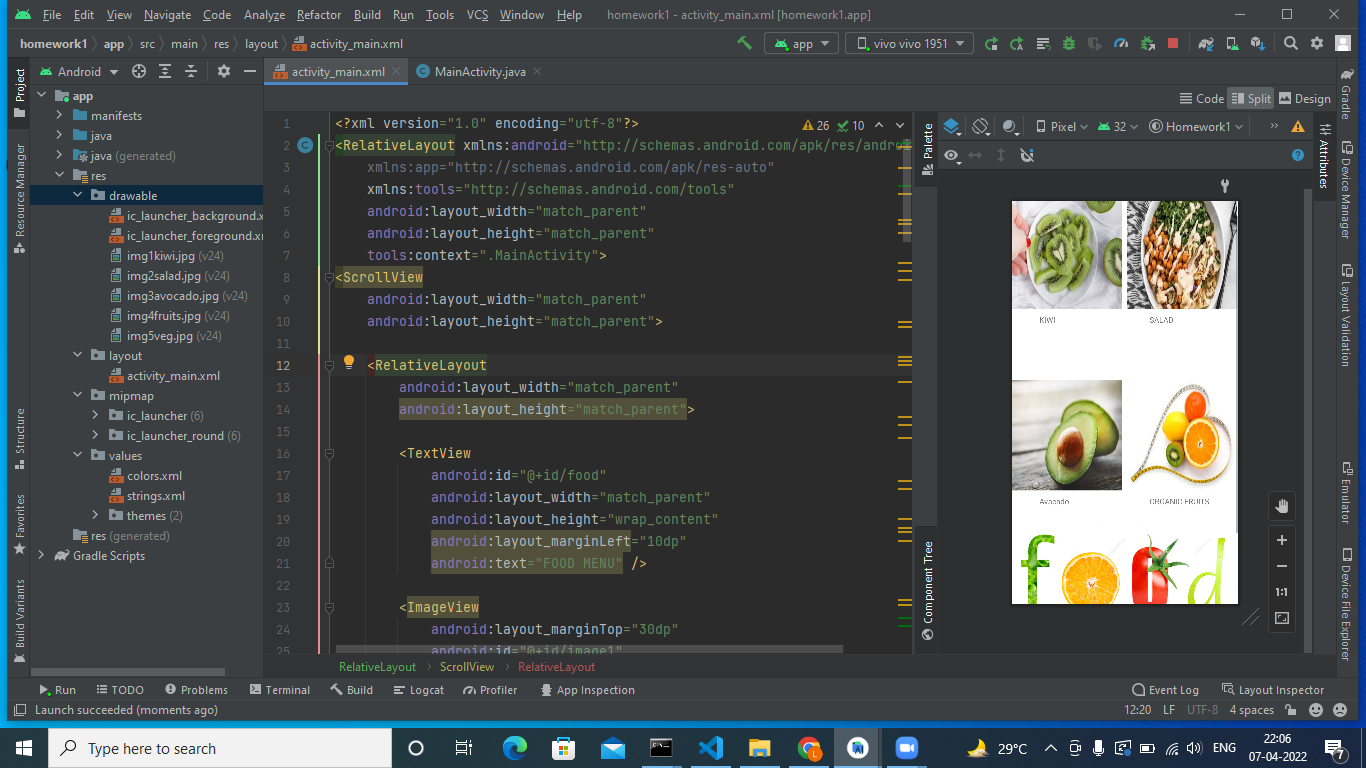 File Edit View Navigate Code Analyze Refactor Build Run Tools VCS Window Help homework1 - activity_main.xml [homework1.app]
homework1 app src main res layout activity_main.xml app vivo vivo 1951
Android activity_main.xml MainActivity.java
Code Split Design
Project
Resource Manager
Structure
Favorites
Build Variants
app
manifests
java
java (generated)
res
drawable
ic_launcher_background.x
ic_launcher_foreground.xm
img1kiwi.jpg (v24)
img2salad.jpg (v24)
img3avocado.jpg (v24)
img4fruits.jpg (v24)
img5veg.jpg (v24)
layout
activity_main.xml
mipmap
ic_launcher (6)
ic_launcher_round (6)
values
colors.xml
strings.xml
themes (2)
res (generated)
Gradle Scripts
26 10
1 <?xml version="1.0" encoding="utf-8"?>
2 <RelativeLayout xmlns:android="http://schemas.android.com/apk/res/androi
3 xmlns:app="http://schemas.android.com/apk/res-auto"
4 xmlns:tools="http://schemas.android.com/tools"
5 android:layout_width="match_parent"
6 android:layout_height="match_parent"
7 tools:context=".MainActivity">
8 <ScrollView
9 android:layout_width="match_parent"
10 android:layout_height="match_parent">
11
12 <RelativeLayout
13 android:layout_width="match_parent"
14 android:layout_height="match_parent">
15
16 <TextView
17 android:id="@+id/food"
18 android:layout_width="match_parent"
19 android:layout_height="wrap_content"
20 android:layout_marginLeft="10dp"
21 android:text="FOOD MENU" />
22
23 <ImageView
24 android:layout_marginTop="30dp"
25 android:id="@+id/image1"
RelativeLayout ScrollView RelativeLayout
Palette
Component Tree
Pixel 32 Homework1
KIWI SALAD
Avacado ORGANIC FRUITS
food
1:1
Attributes
Gradle
Device Manager
Layout Validation
Emulator
Device File Explorer
Run TODO Problems Terminal Build Logcat Profiler App Inspection Event Log Layout Inspector
Launch succeeded (moments ago) 12:20 LF UTF-8 4 spaces
Type here to search 29°C ENG 22:06
07-04-2022 7